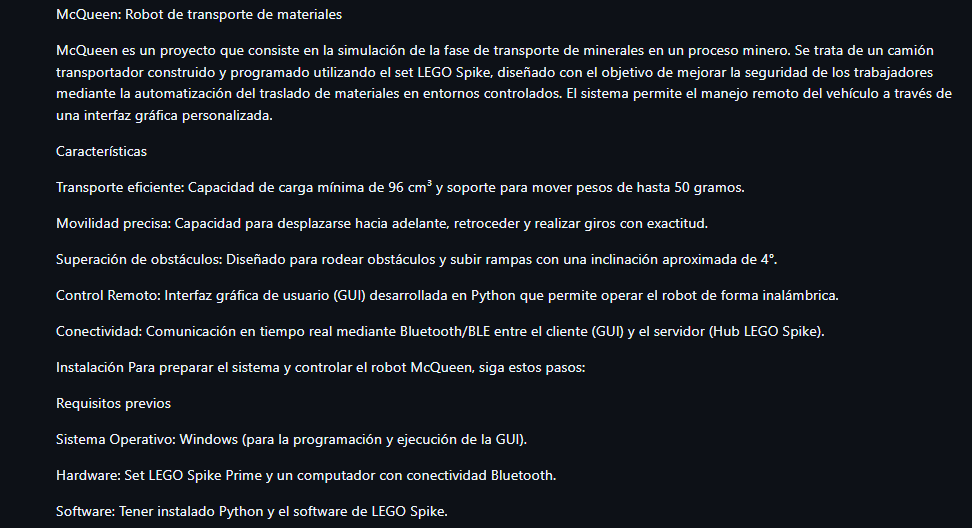 McQueen: Robot de transporte de materiales
McQueen es un proyecto que consiste en la simulación de la fase de transporte de minerales en un proceso minero. Se trata de un camión
transportador construido y programado utilizando el set LEGO Spike, diseñado con el objetivo de mejorar la seguridad de los trabajadores
mediante la automatización del traslado de materiales en entornos controlados. El sistema permite el manejo remoto del vehículo a través de
una interfaz gráfica personalizada.
Características
Transporte eficiente: Capacidad de carga mínima de 96 cm³ y soporte para mover pesos de hasta 50 gramos.
Movilidad precisa: Capacidad para desplazarse hacia adelante, retroceder y realizar giros con exactitud.
Superación de obstáculos: Diseñado para rodear obstáculos y subir rampas con una inclinación aproximada de 4°.
Control Remoto: Interfaz gráfica de usuario (GUI) desarrollada en Python que permite operar el robot de forma inalámbrica.
Conectividad: Comunicación en tiempo real mediante Bluetooth/BLE entre el cliente (GUI) y el servidor (Hub LEGO Spike).
Instalación Para preparar el sistema y controlar el robot McQueen, siga estos pasos:
Requisitos previos
Sistema Operativo: Windows (para la programación y ejecución de la GUI).
Hardware: Set LEGO Spike Prime y un computador con conectividad Bluetooth.
Software: Tener instalado Python y el software de LEGO Spike.